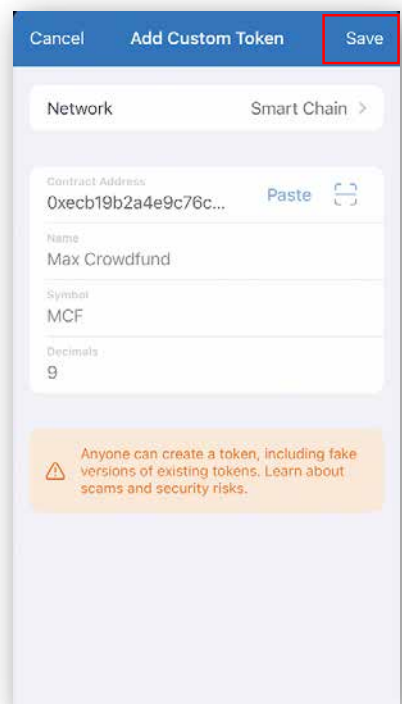 Cancel Add Custom Token Save
Network Smart Chain >
Contract Address
0xecb19b2a4e9c76c... Paste
Name
Max Crowdfund
Symbol
MCF
Decimals
9
Anyone can create a token, including fake
versions of existing tokens. Learn about
scams and security risks.